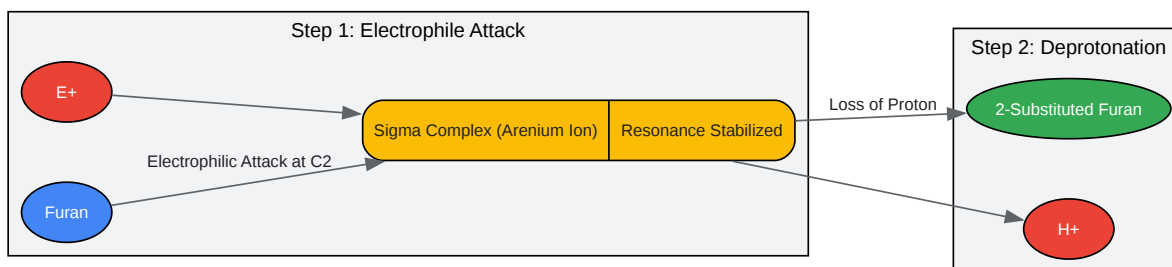 Step 1: Electrophile Attack
E+
Furan
Electrophilic Attack at C2
Sigma Complex (Arenium Ion)
Resonance Stabilized
Loss of Proton
Step 2: Deprotonation
2-Substituted Furan
H+